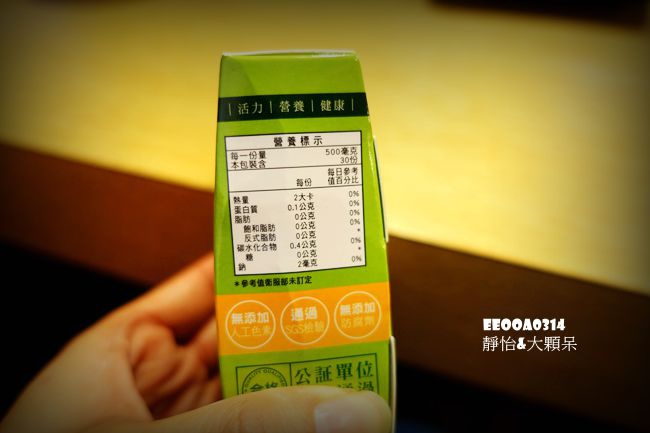 | 活力 | 營養 | 健康 |
營養標示
每一份量 500毫克
本包裝含 30份
每份 每日參考值百分比
熱量 2大卡 0%
蛋白質 0.1公克 0%
脂肪 0公克 0%
飽和脂肪 0公克 0%
反式脂肪 0公克 *
碳水化合物 0.4公克 0%
糖 0公克 *
鈉 2毫克 0%
*參考值衛服部未訂定
無添加人工色素
通過SGS檢驗
無添加防腐劑
公証單位
EEOOA0314
靜怡&大顆呆